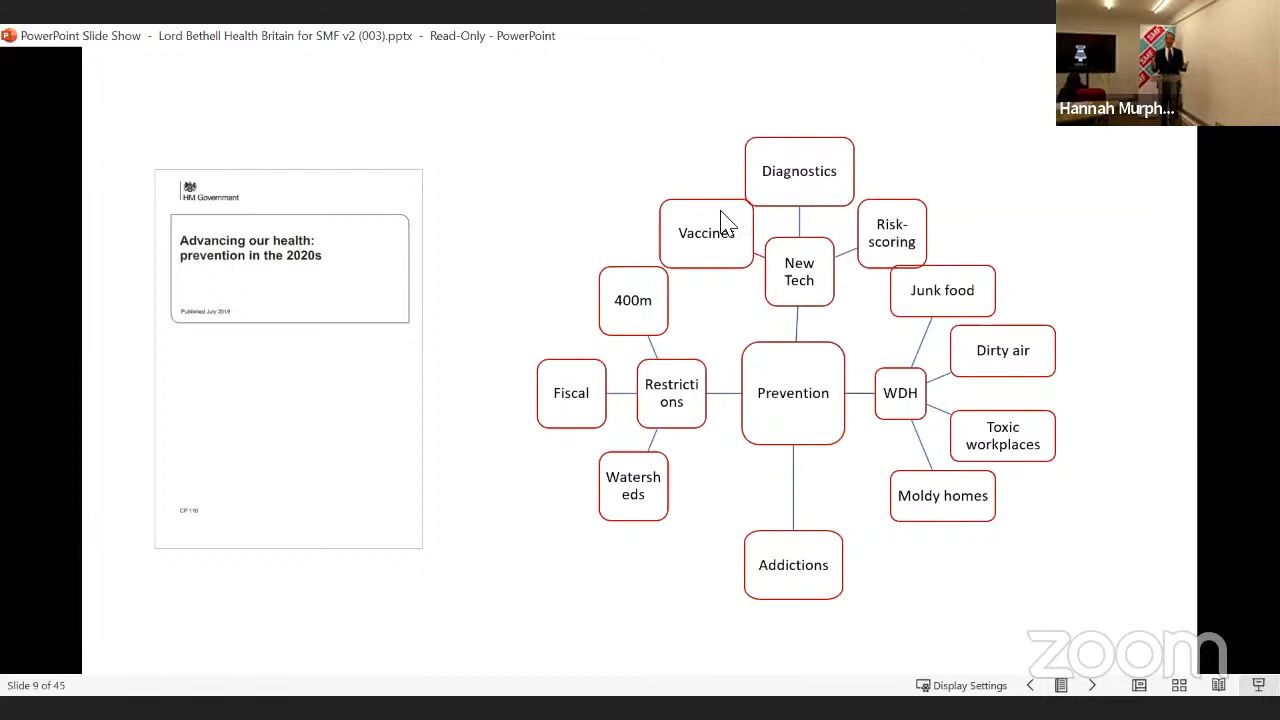 PowerPoint Slide Show - Lord Bethell Health Britain for SMF v2 (003).pptx - Read-Only - PowerPoint
Hannah Murph...
SMF
HM Government
Advancing our health:
prevention in the 2020s
Published July 2019
CP 110
Diagnostics
Vaccines
Risk-
scoring
New
Tech
400m
Junk food
Dirty air
Fiscal
Restricti
ons
Prevention
WDH
Toxic
workplaces
Watersh
eds
Moldy homes
Addictions
zoom
Slide 9 of 45
Display Settings